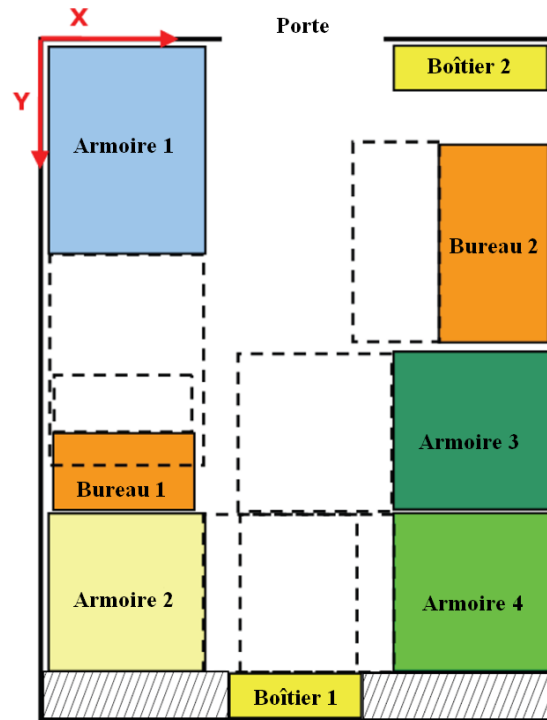 Porte
X
Boîtier 2
Y
Armoire 1
Bureau 2
Armoire 3
Bureau 1
Armoire 2
Armoire 4
Boîtier 1